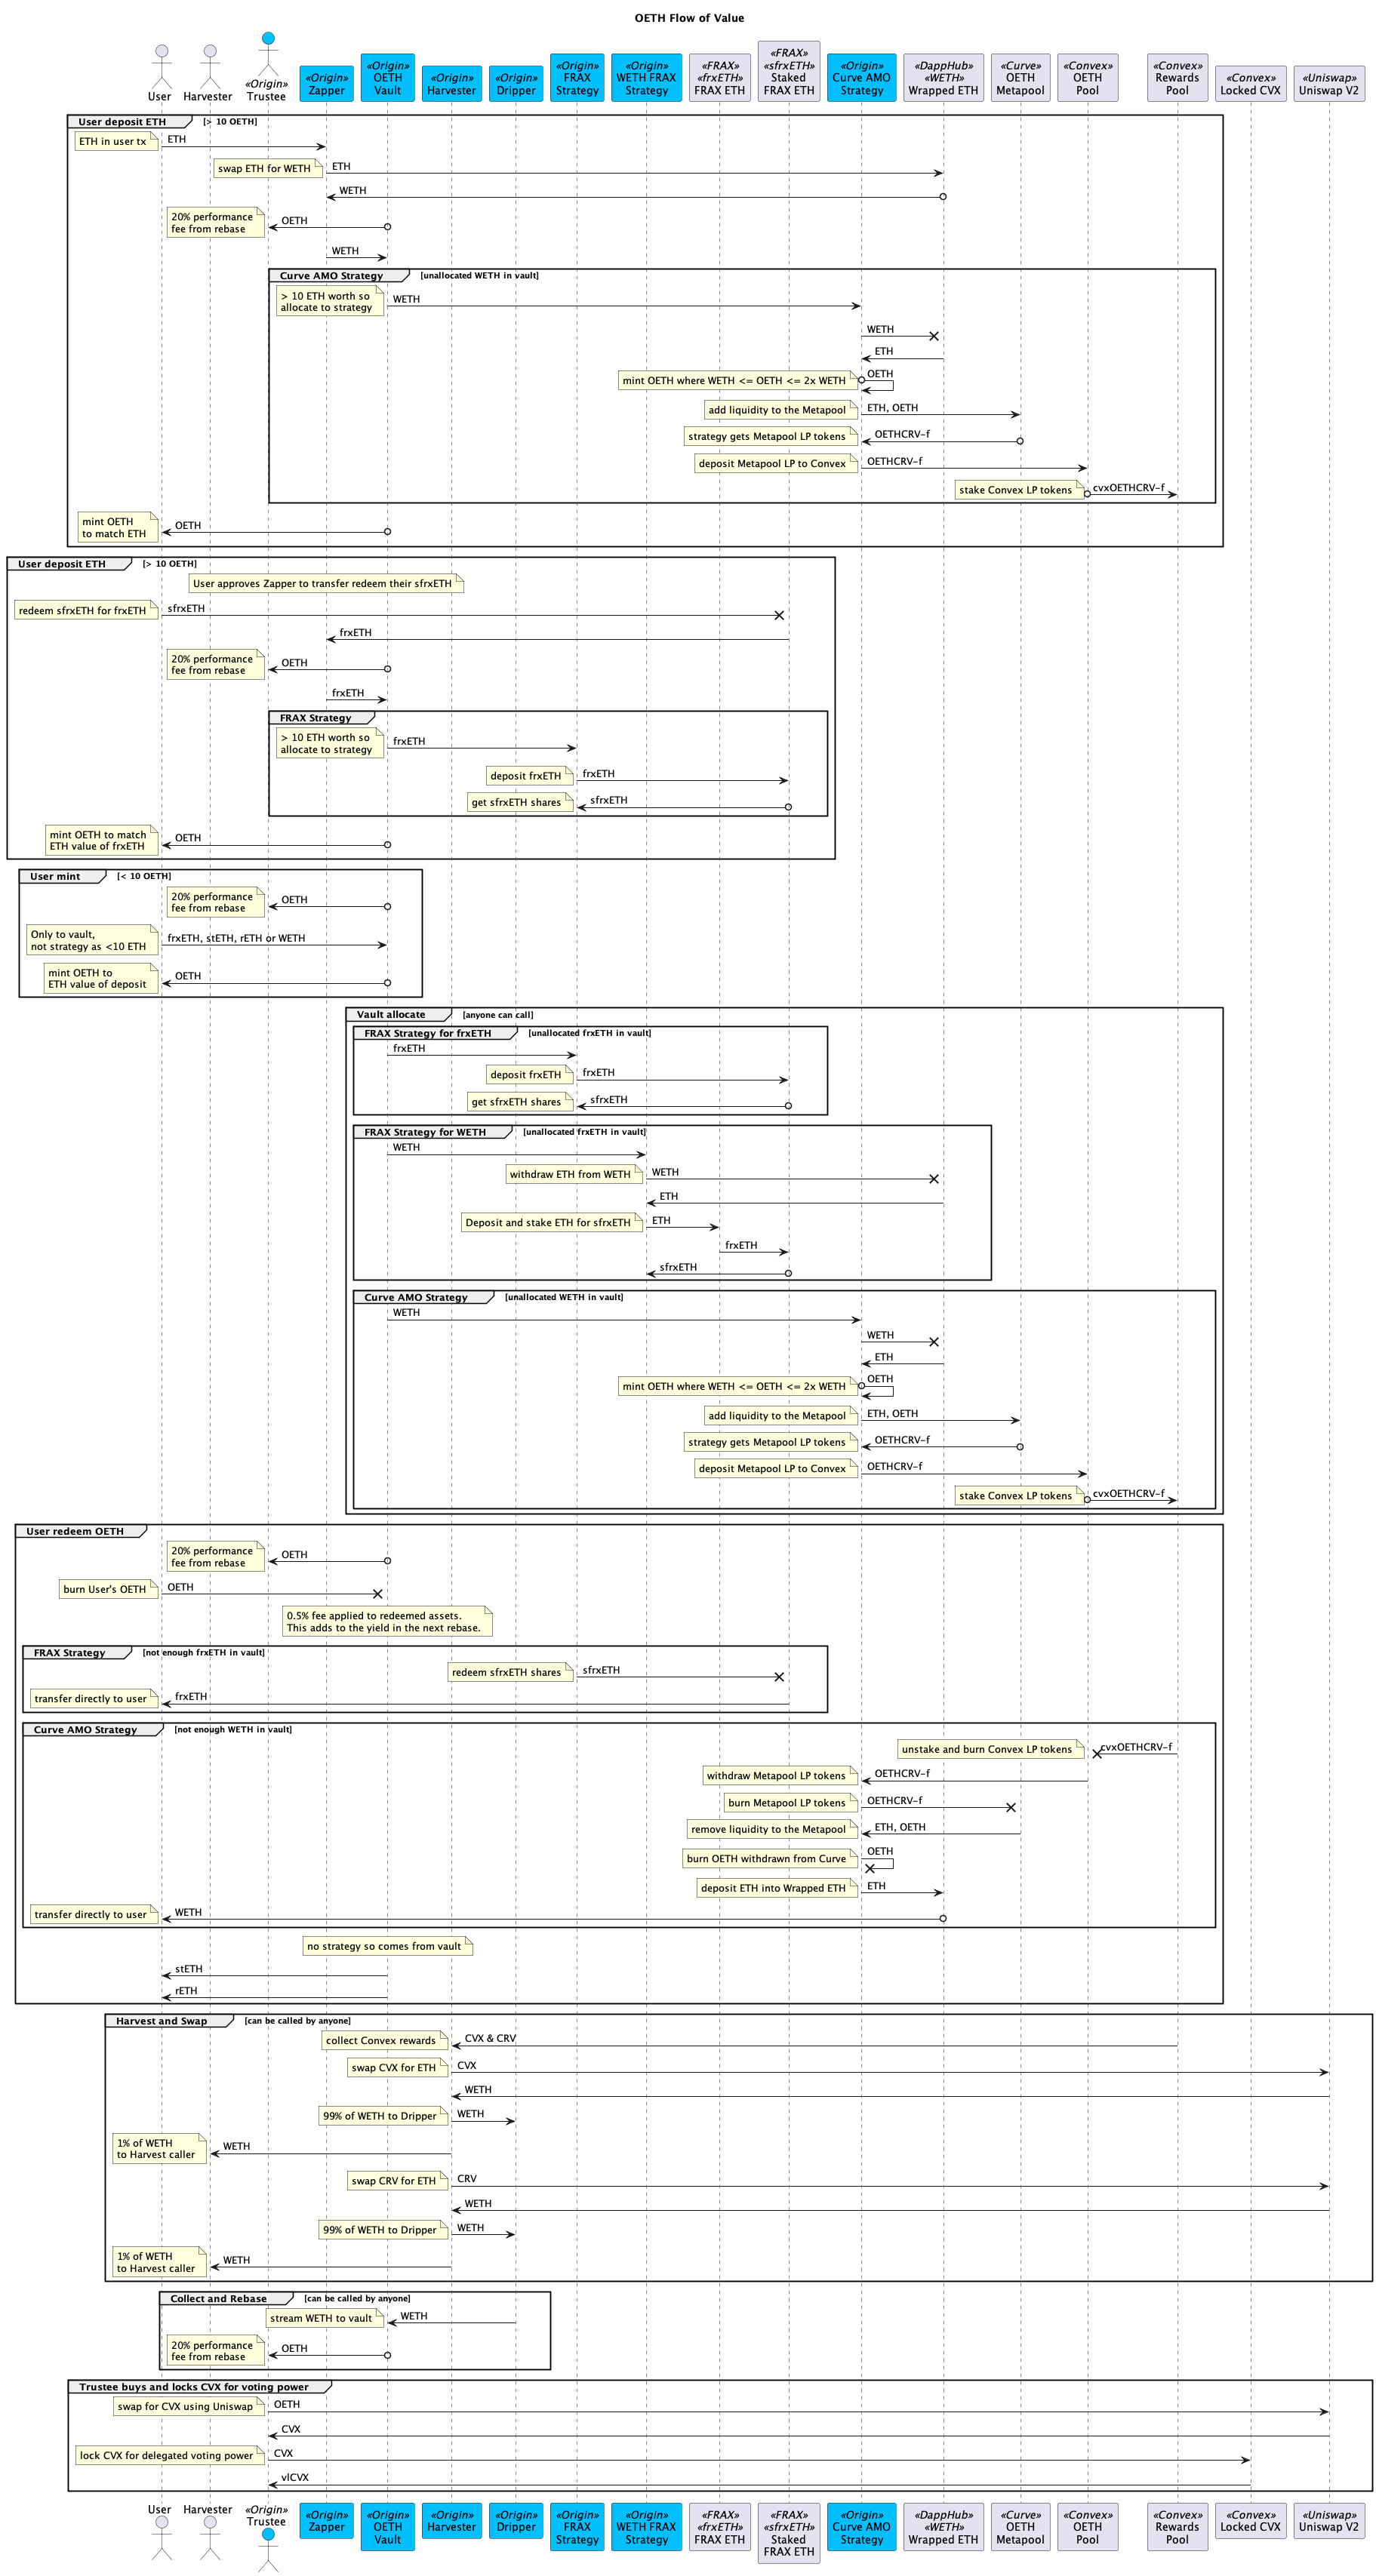 OETH Flow of Value
User
Harvester
«Origin»
Trustee
«Origin»
Zapper
«Origin»
OETH
Vault
«Origin»
Harvester
«Origin»
Dripper
«Origin»
FRAX
Strategy
«Origin»
WETH FRAX
Strategy
«FRAX»
«frxETH»
FRAX ETH
«FRAX»
«sfrxETH»
Staked
FRAX ETH
«Origin»
Curve AMO
Strategy
«DappHub»
«WETH»
Wrapped ETH
«Curve»
OETH
Metapool
«Convex»
OETH
Pool
«Convex»
Rewards
Pool
«Convex»
Locked CVX
«Uniswap»
Uniswap V2
User deposit ETH [> 10 OETH]
ETH in user tx
ETH
swap ETH for WETH
ETH
WETH
20% performance
fee from rebase
OETH
WETH
Curve AMO Strategy [unallocated WETH in vault]
> 10 ETH worth so
allocate to strategy
WETH
WETH
ETH
mint OETH where WETH <= OETH <= 2x WETH
OETH
add liquidity to the Metapool
ETH, OETH
strategy gets Metapool LP tokens
OETHCRV-f
deposit Metapool LP to Convex
OETHCRV-f
stake Convex LP tokens
cvxOETHCRV-f
mint OETH
to match ETH
OETH
User deposit ETH [> 10 OETH]
User approves Zapper to transfer redeem their sfrxETH
redeem sfrxETH for frxETH
sfrxETH
frxETH
20% performance
fee from rebase
OETH
frxETH
FRAX Strategy
> 10 ETH worth so
allocate to strategy
frxETH
deposit frxETH
frxETH
get sfrxETH shares
sfrxETH
mint OETH to match
ETH value of frxETH
OETH
User mint [< 10 OETH]
20% performance
fee from rebase
OETH
Only to vault,
not strategy as <10 ETH
frxETH, stETH, rETH or WETH
mint OETH to
ETH value of deposit
OETH
Vault allocate [anyone can call]
FRAX Strategy for frxETH [unallocated frxETH in vault]
frxETH
deposit frxETH
frxETH
get sfrxETH shares
sfrxETH
FRAX Strategy for WETH [unallocated frxETH in vault]
WETH
withdraw ETH from WETH
WETH
ETH
Deposit and stake ETH for sfrxETH
ETH
frxETH
sfrxETH
Curve AMO Strategy [unallocated WETH in vault]
WETH
WETH
ETH
mint OETH where WETH <= OETH <= 2x WETH
OETH
add liquidity to the Metapool
ETH, OETH
strategy gets Metapool LP tokens
OETHCRV-f
deposit Metapool LP to Convex
OETHCRV-f
stake Convex LP tokens
cvxOETHCRV-f
User redeem OETH
20% performance
fee from rebase
OETH
burn User's OETH
OETH
0.5% fee applied to redeemed assets.
This adds to the yield in the next rebase.
FRAX Strategy [not enough frxETH in vault]
redeem sfrxETH shares
sfrxETH
transfer directly to user
frxETH
Curve AMO Strategy [not enough WETH in vault]
unstake and burn Convex LP tokens
cvxOETHCRV-f
withdraw Metapool LP tokens
OETHCRV-f
burn Metapool LP tokens
OETHCRV-f
remove liquidity to the Metapool
ETH, OETH
burn OETH withdrawn from Curve
OETH
deposit ETH into Wrapped ETH
ETH
transfer directly to user
WETH
no strategy so comes from vault
stETH
rETH
Harvest and Swap [can be called by anyone]
collect Convex rewards
CVX & CRV
swap CVX for ETH
CVX
WETH
99% of WETH to Dripper
WETH
1% of WETH
to Harvest caller
WETH
swap CRV for ETH
CRV
WETH
99% of WETH to Dripper
WETH
1% of WETH
to Harvest caller
WETH
Collect and Rebase [can be called by anyone]
stream WETH to vault
WETH
20% performance
fee from rebase
OETH
Trustee buys and locks CVX for voting power
swap for CVX using Uniswap
OETH
CVX
lock CVX for delegated voting power
CVX
vlCVX
User
Harvester
«Origin»
Trustee
«Origin»
Zapper
«Origin»
OETH
Vault
«Origin»
Harvester
«Origin»
Dripper
«Origin»
FRAX
Strategy
«Origin»
WETH FRAX
Strategy
«FRAX»
«frxETH»
FRAX ETH
«FRAX»
«sfrxETH»
Staked
FRAX ETH
«Origin»
Curve AMO
Strategy
«DappHub»
«WETH»
Wrapped ETH
«Curve»
OETH
Metapool
«Convex»
OETH
Pool
«Convex»
Rewards
Pool
«Convex»
Locked CVX
«Uniswap»
Uniswap V2